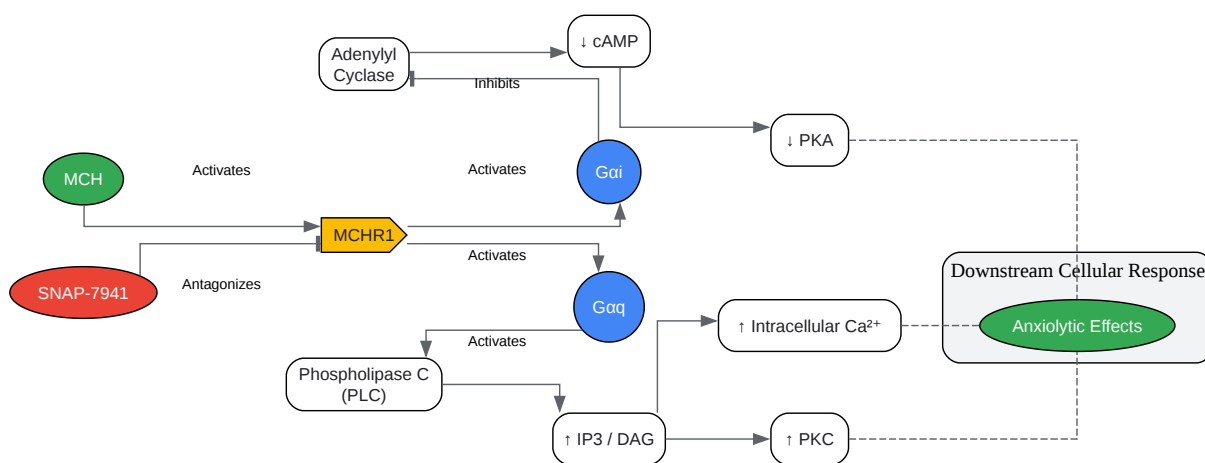 Adenylyl
Cyclase
↓ cAMP
Inhibits
↓ PKA
MCH
Activates
Activates
Gαi
MCHR1
Activates
SNAP-7941
Antagonizes
Gαq
Downstream Cellular Response
↑ Intracellular Ca²⁺
Anxiolytic Effects
Activates
Phospholipase C
(PLC)
↑ IP3 / DAG
↑ PKC